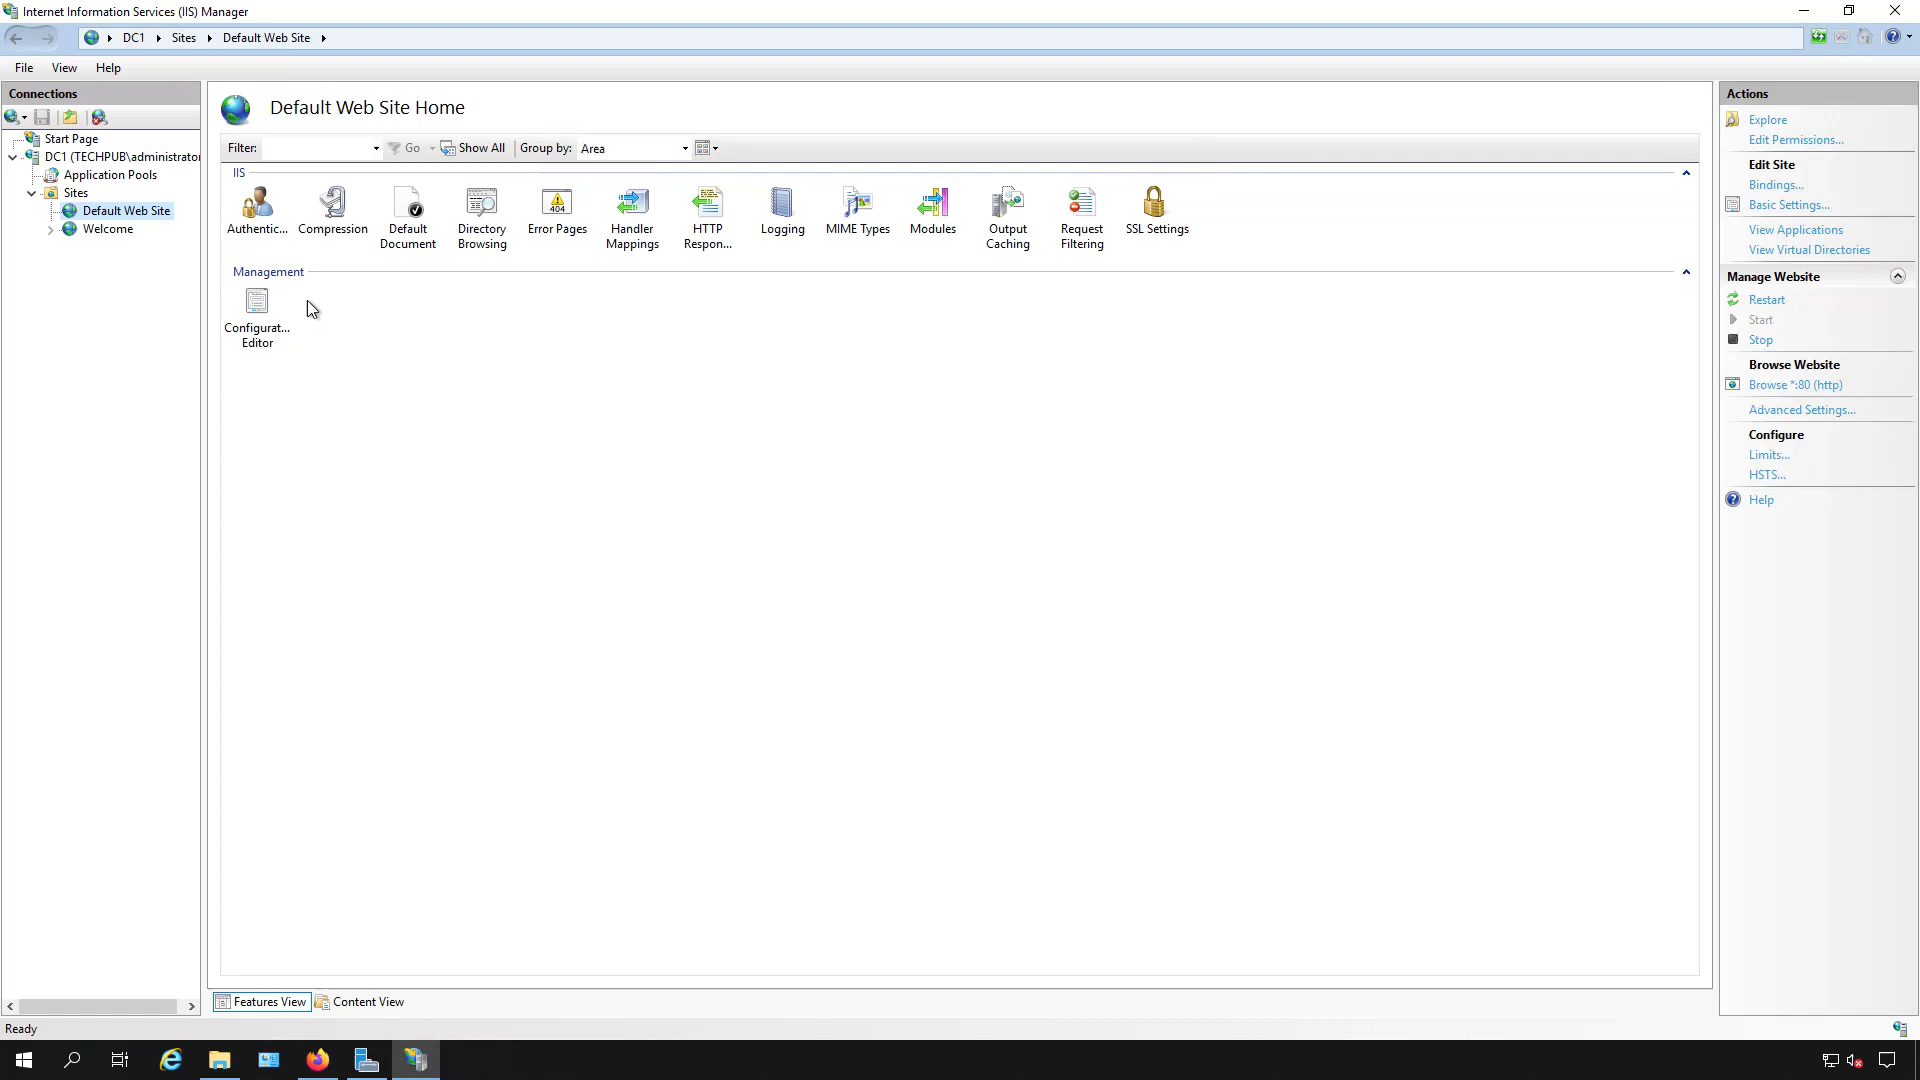 Internet Information Services (IIS) Manager
DC1 Sites Default Web Site
File View Help
Connections
Start Page
DC1 (TECHPUB\administrator
Application Pools
Sites
Default Web Site
Welcome
Default Web Site Home
Filter: Go Show All Group by: Area
IIS
Authentic...
Compression
Default
Document
Directory
Browsing
Error Pages
Handler
Mappings
HTTP
Respon...
Logging
MIME Types
Modules
Output
Caching
Request
Filtering
SSL Settings
404
Management
Configurat...
Editor
Features View Content View
Actions
Explore
Edit Permissions...
Edit Site
Bindings...
Basic Settings...
View Applications
View Virtual Directories
Manage Website
Restart
Start
Stop
Browse Website
Browse *:80 (http)
Advanced Settings...
Configure
Limits...
HSTS...
Help
Ready